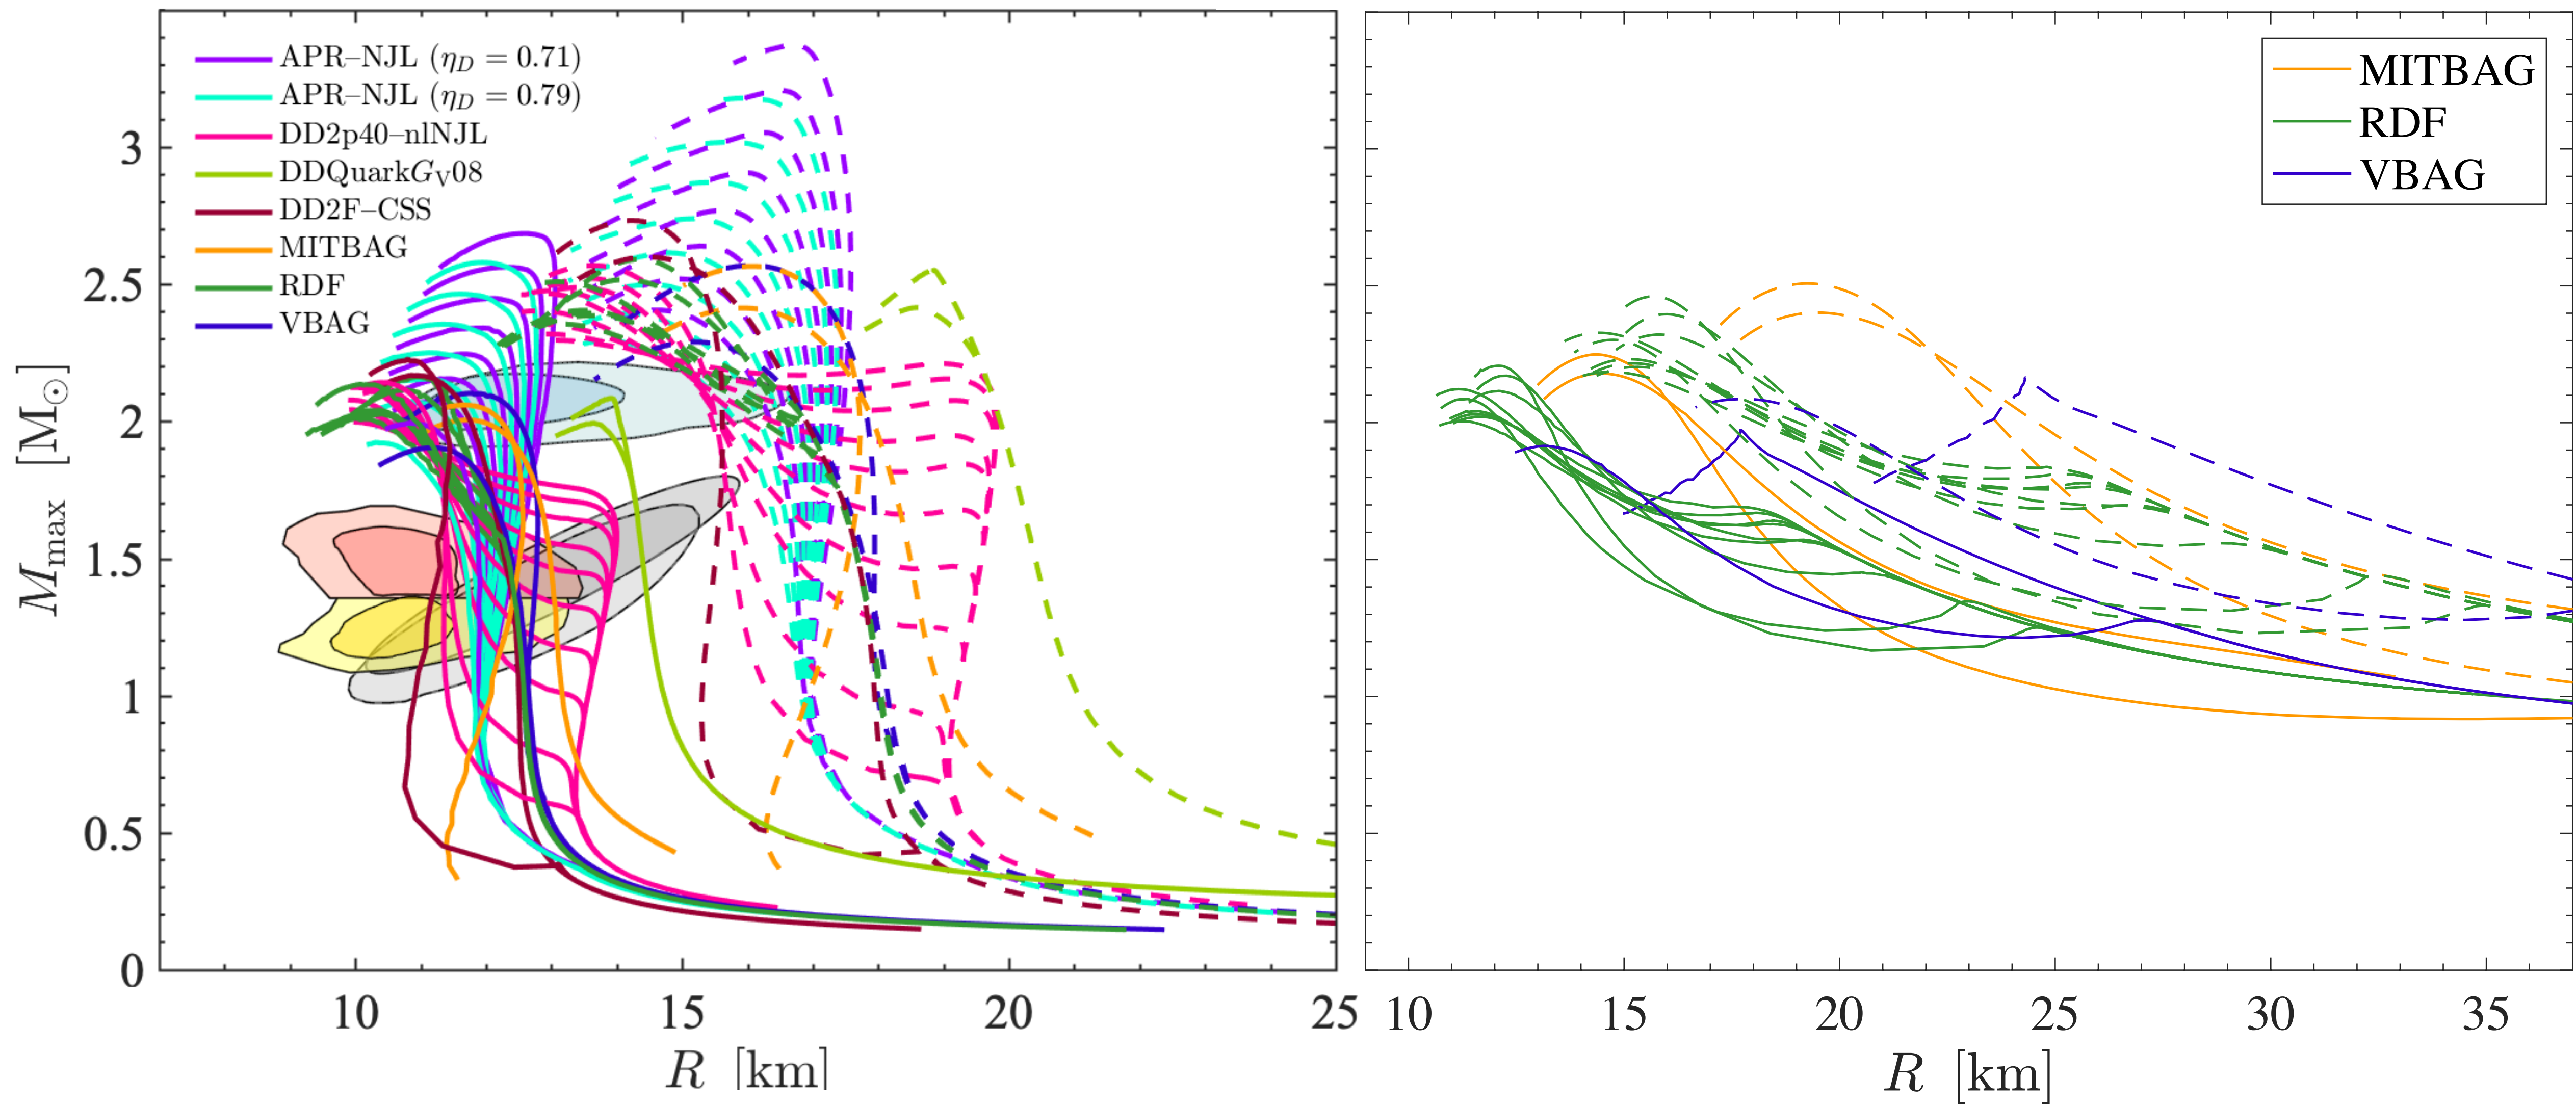 APR–NJL (η_D = 0.71)
APR–NJL (η_D = 0.79)
DD2p40–nlNJL
DDQuarkG_V08
DD2F–CSS
MITBAG
RDF
VBAG
M_max [M_⊙]
3
2.5
2
1.5
1
0.5
0
10 15 20 25
R [km]
MITBAG
RDF
VBAG
10 15 20 25 30 35
R [km]